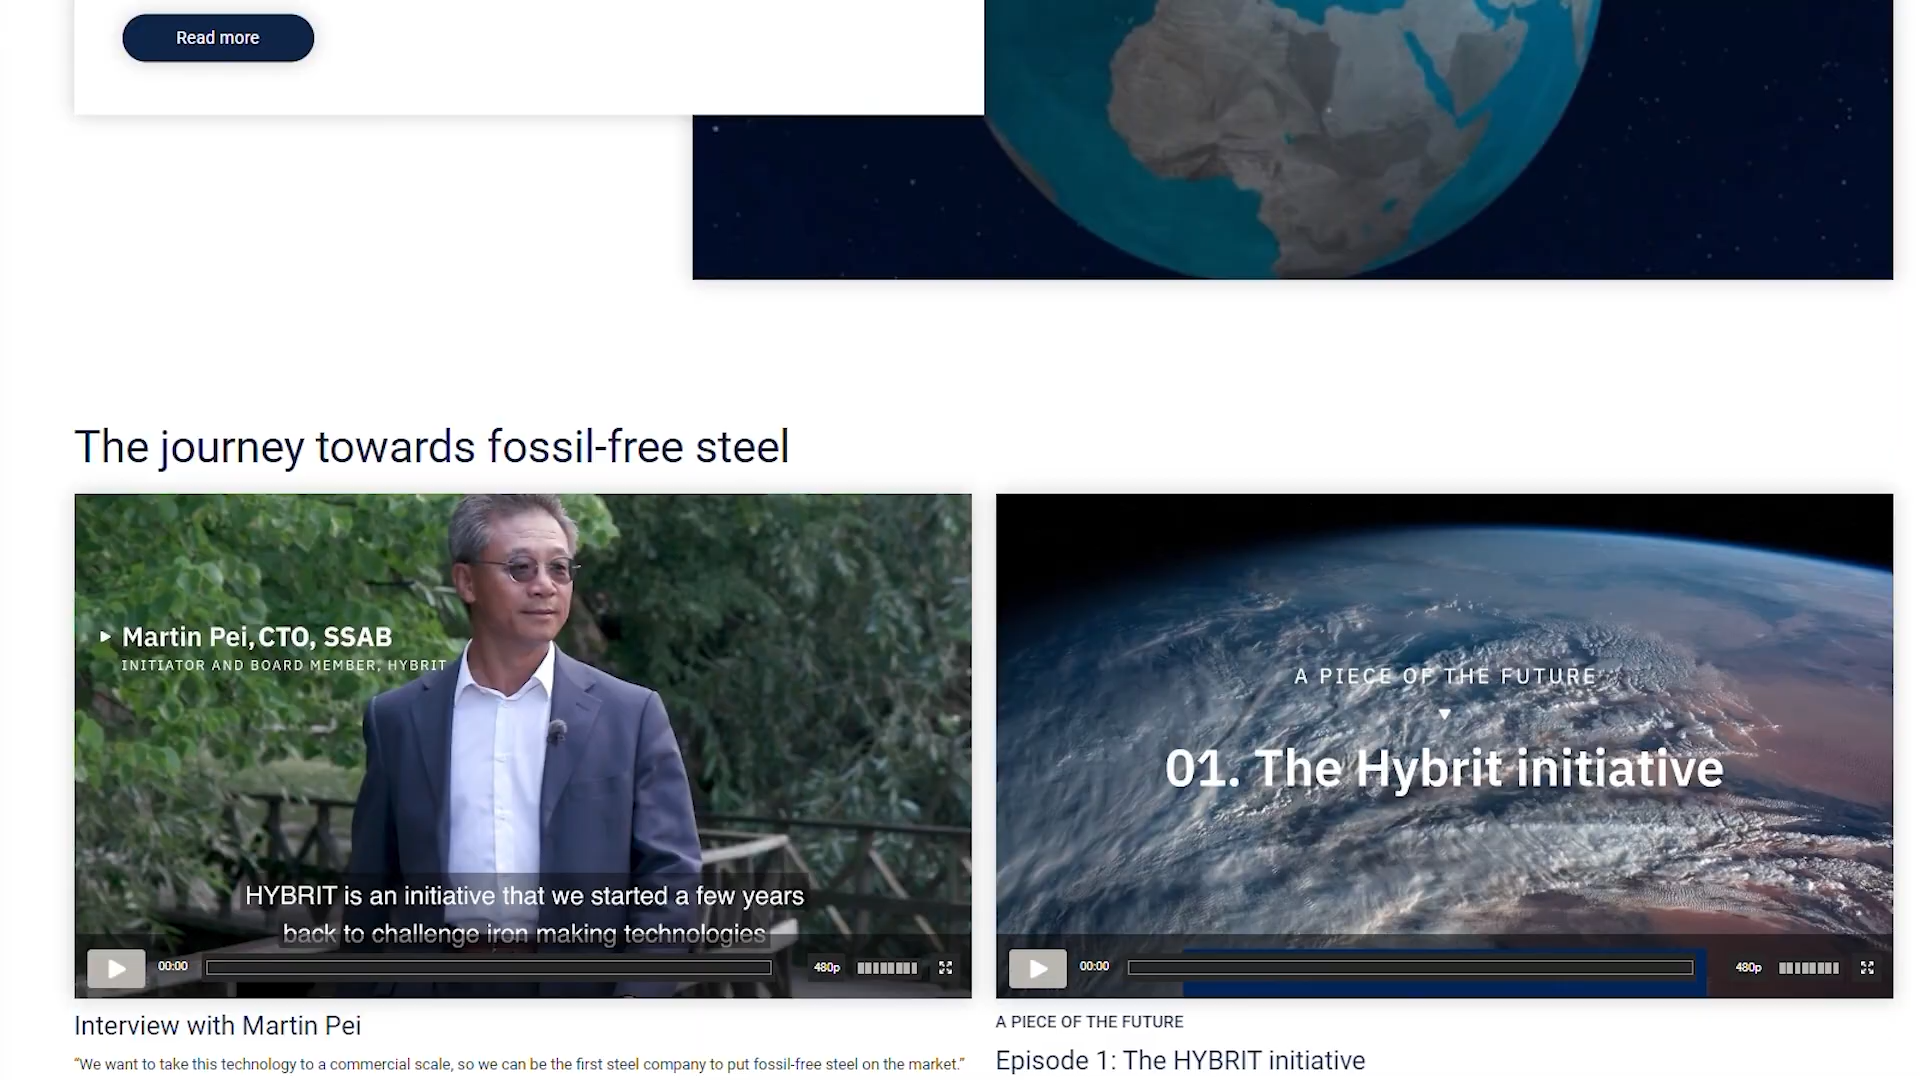 Read more
The journey towards fossil-free steel
Martin Pei, CTO, SSAB
INITIATOR AND BOARD MEMBER, HYBRIT
HYBRIT is an initiative that we started a few years
back to challenge iron making technologies
00:00
480p
Interview with Martin Pei
“We want to take this technology to a commercial scale, so we can be the first steel company to put fossil-free steel on the market.”
A PIECE OF THE FUTURE
01. The Hybrit initiative
00:00
480p
A PIECE OF THE FUTURE
Episode 1: The HYBRIT initiative